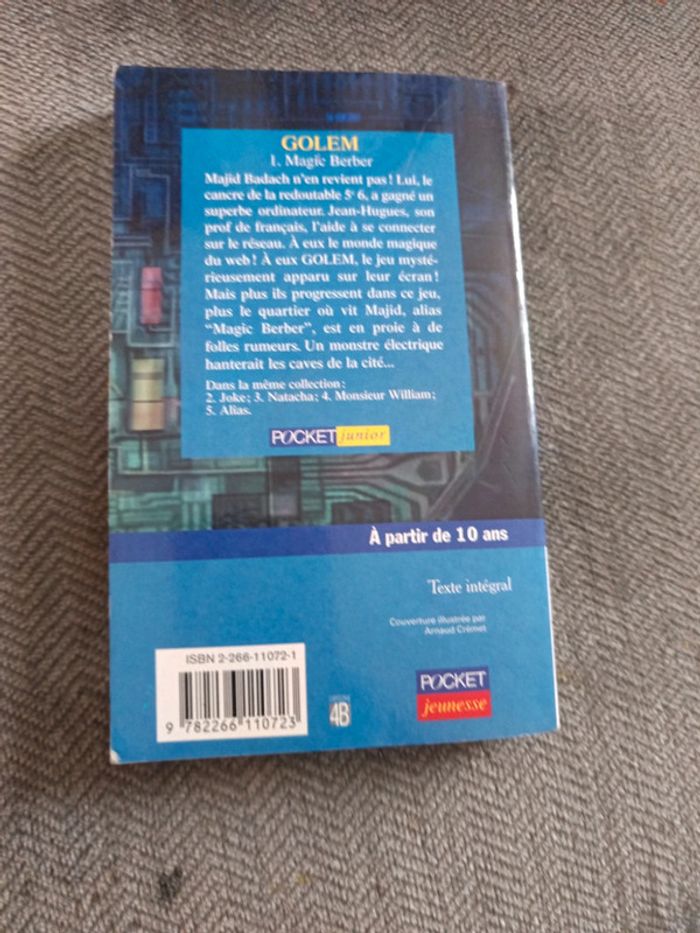 GOLEM
1. Magic Berber
Majid Badach n'en revient pas ! Lui, le
cancre de la redoutable 5e 6, a gagné un
superbe ordinateur. Jean-Hugues, son
prof de français, l'aide à se connecter
sur le réseau. À eux le monde magique
du web ! À eux GOLEM, le jeu mysté-
rieusement apparu sur leur écran !
Mais plus ils progressent dans ce jeu,
plus le quartier où vit Majid, alias
"Magic Berber", est en proie à de
folles rumeurs. Un monstre électrique
hanterait les caves de la cité...
Dans la même collection :
2. Joke ; 3. Natacha ; 4. Monsieur William ;
5. Alias.
POCKET junior
À partir de 10 ans
Texte intégral
Couverture illustrée par
Arnaud Crémet
ISBN 2-266-11072-1
9 782266 110723
4B
POCKET
jeunesse